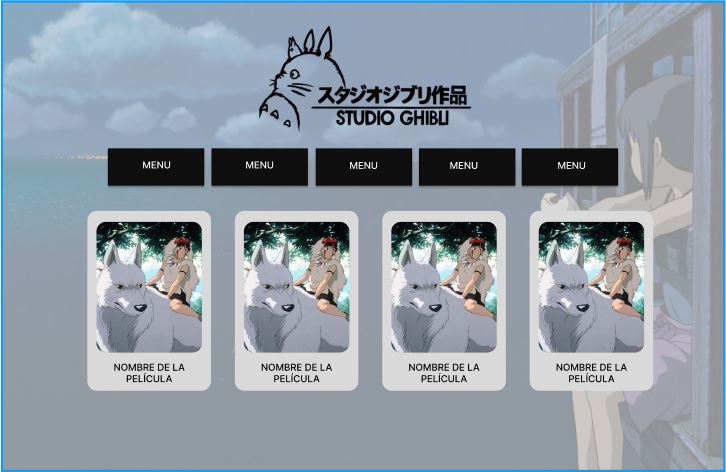 スタジオジブリ作品
STUDIO GHIBLI
MENU
MENU
MENU
MENU
MENU
NOMBRE DE LA
PELÍCULA
NOMBRE DE LA
PELÍCULA
NOMBRE DE LA
PELÍCULA
NOMBRE DE LA
PELÍCULA